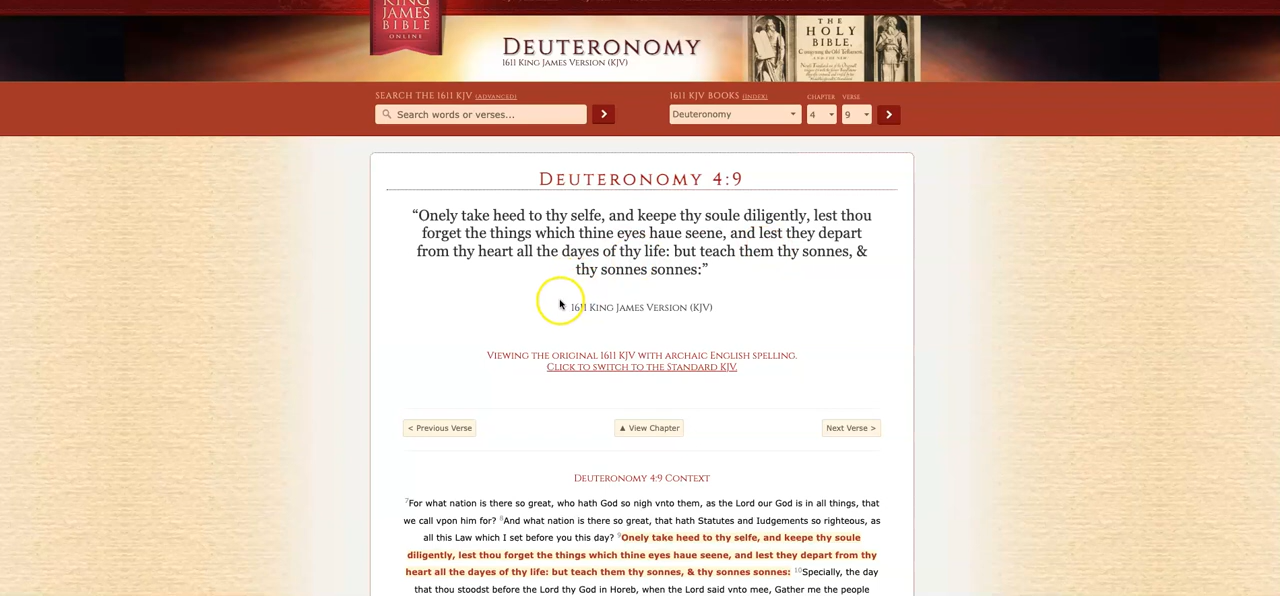 KING
JAMES
BIBLE
ONLINE
DEUTERONOMY
1611 KING JAMES VERSION (KJV)
THE
HOLY
BIBLE,
SEARCH THE 1611 KJV (ADVANCED)
1611 KJV BOOKS (INDEX)
CHAPTER
VERSE
Search words or verses...
Deuteronomy
4
9
DEUTERONOMY 4:9
“Onely take heed to thy selfe, and keepe thy soule diligently, lest thou
forget the things which thine eyes haue seene, and lest they depart
from thy heart all the dayes of thy life: but teach them thy sonnes, &
thy sonnes sonnes:”
1611 KING JAMES VERSION (KJV)
VIEWING THE ORIGINAL 1611 KJV WITH ARCHAIC ENGLISH SPELLING.
CLICK TO SWITCH TO THE STANDARD KJV.
< Previous Verse
▲ View Chapter
Next Verse >
DEUTERONOMY 4:9 CONTEXT
7For what nation is there so great, who hath God so nigh vnto them, as the Lord our God is in all things, that
we call vpon him for? 8And what nation is there so great, that hath Statutes and Iudgements so righteous, as
all this Law which I set before you this day? 9Onely take heed to thy selfe, and keepe thy soule
diligently, lest thou forget the things which thine eyes haue seene, and lest they depart from thy
heart all the dayes of thy life: but teach them thy sonnes, & thy sonnes sonnes: 10Specially, the day
that thou stoodst before the Lord thy God in Horeb, when the Lord said vnto mee, Gather me the people